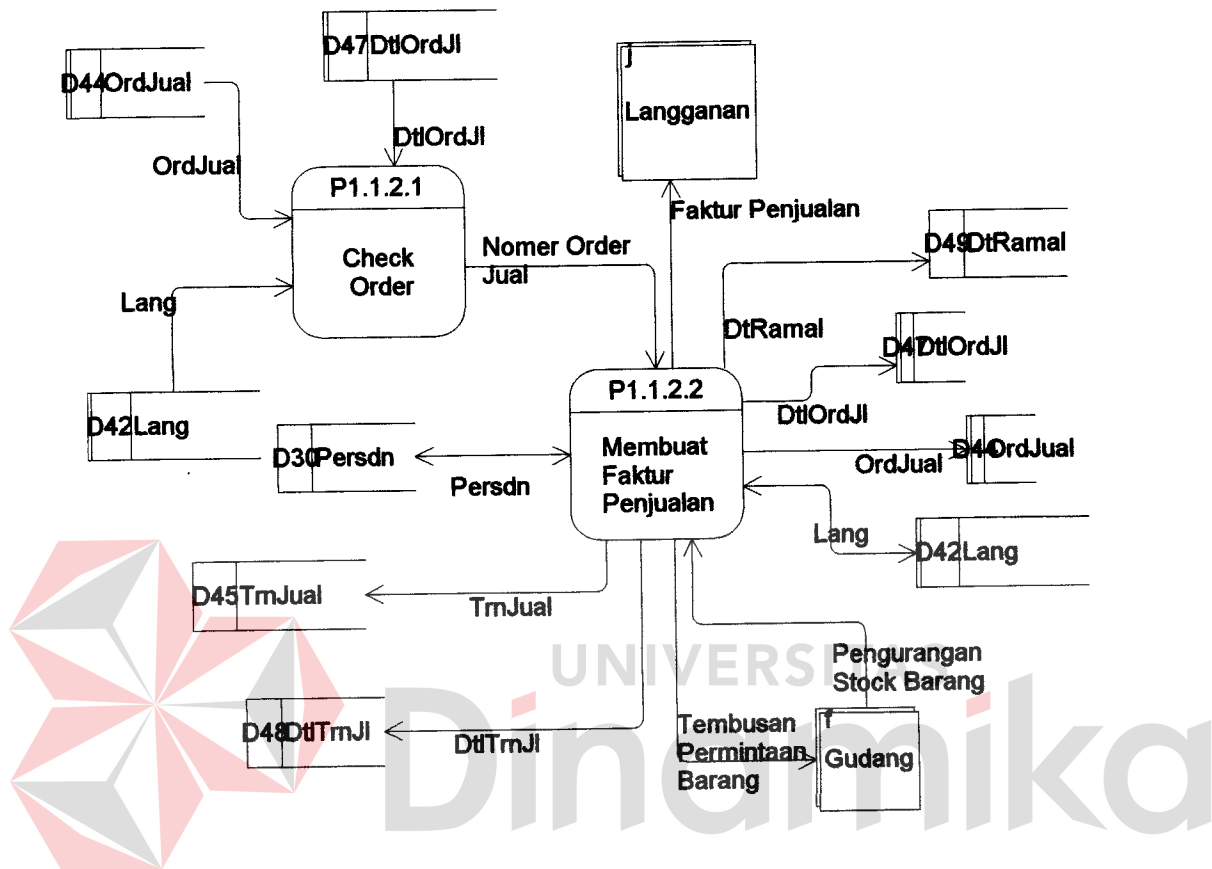 D47 DtlOrdJl
D44 OrdJual
j
Langganan
DtlOrdJl
OrdJual
P1.1.2.1
Check
Order
Faktur Penjualan
D49 DtRamal
Nomer Order
Jual
Lang
DtRamal
D47 DtlOrdJl
P1.1.2.2
Membuat
Faktur
Penjualan
DtlOrdJl
D42 Lang
D30 Persdn
Persdn
OrdJual
D44 OrdJual
Lang
D42 Lang
D45 TrnJual
TrnJual
UNIVERSITAS
Dinamika
Pengurangan
Stock Barang
D48 DtlTrnJl
DtlTrnJl
Tembusan
Permintaan
Barang
f
Gudang